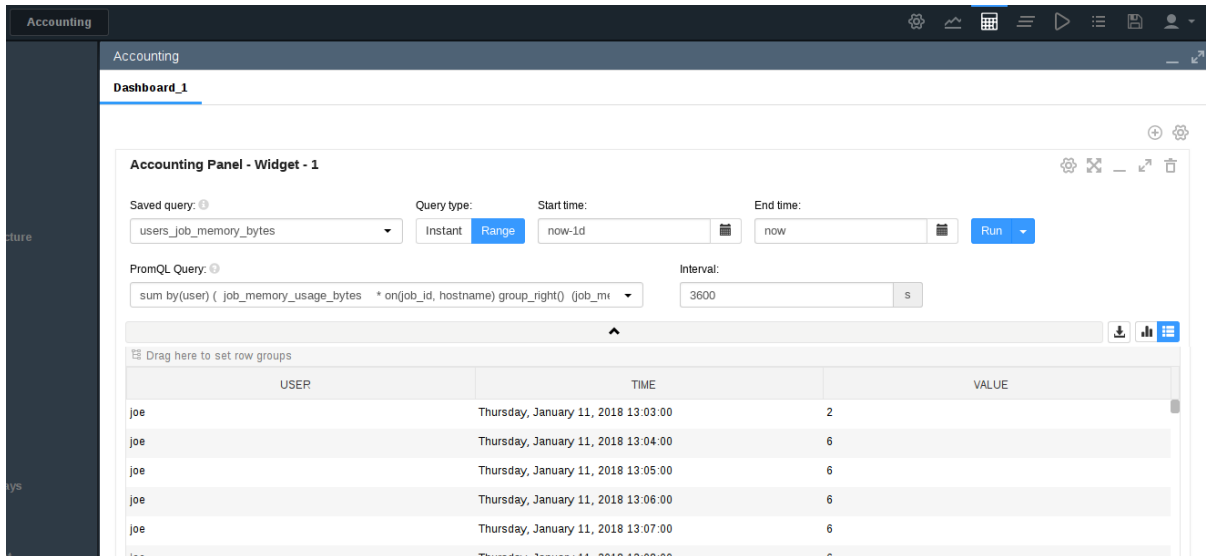 Accounting
Accounting
Dashboard_1
cture
ays
Accounting Panel - Widget - 1
Saved query: Query type: Start time: End time:
users_job_memory_bytes Instant Range now-1d now Run
PromQL Query: Interval:
sum by(user) ( job_memory_usage_bytes * on(job_id, hostname) group_right() (job_me 3600 s
Drag here to set row groups
USER TIME VALUE
joe Thursday, January 11, 2018 13:03:00 2
joe Thursday, January 11, 2018 13:04:00 6
joe Thursday, January 11, 2018 13:05:00 6
joe Thursday, January 11, 2018 13:06:00 6
joe Thursday, January 11, 2018 13:07:00 6